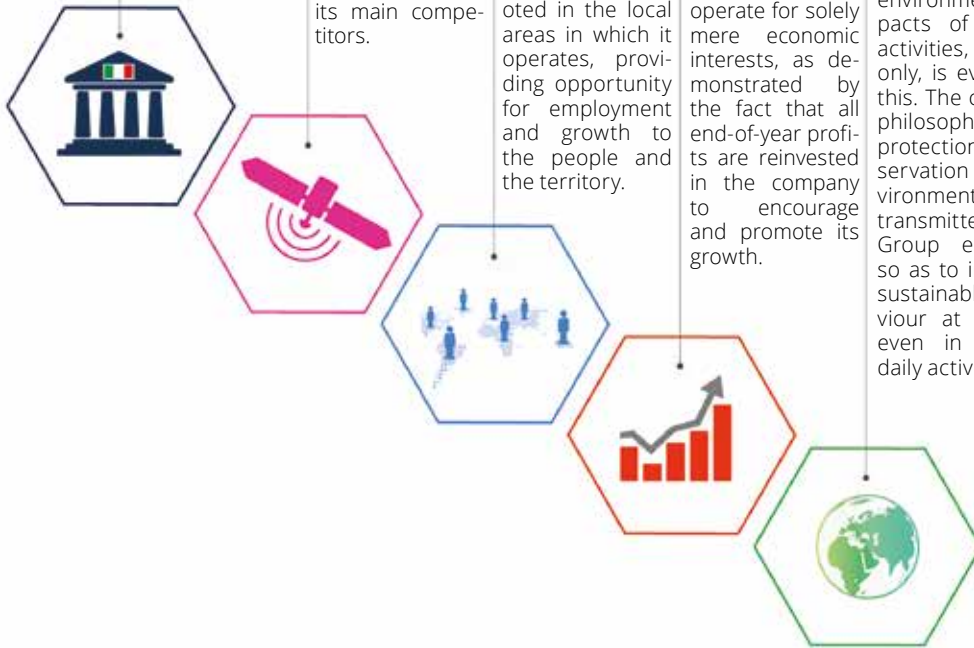 its main compe-
titors.
oted in the local
areas in which it
operates, provi-
ding opportunity
for employment
and growth to
the people and
the territory.
operate for solely
mere economic
interests, as de-
monstrated by
the fact that all
end-of-year profi-
ts are reinvested
in the company
to encourage
and promote its
growth.
pacts of
activities,
only, is
this. The
philosoph
protection
servation
vironment
transmitte
Group
so as to
sustainab
viour at
even in
daily activ